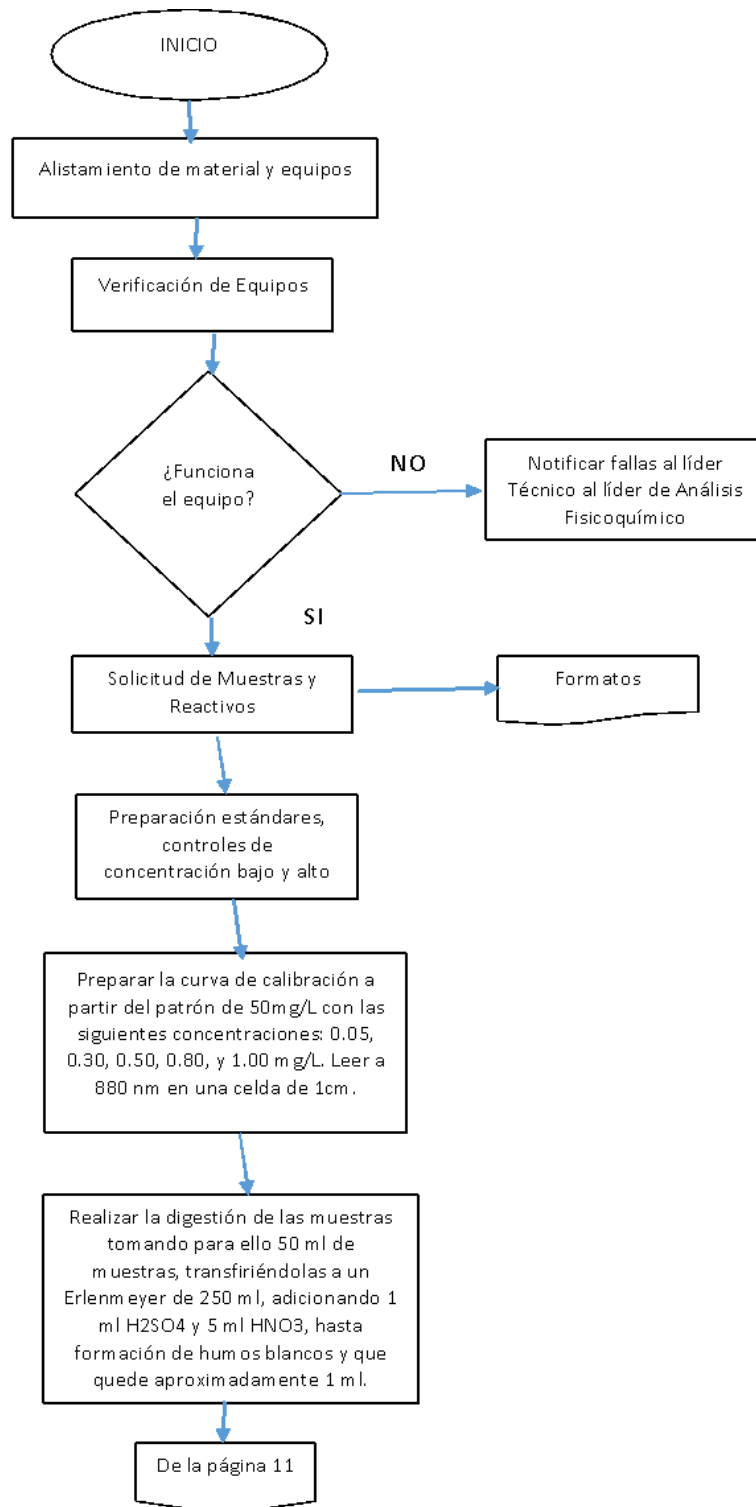 INICIO
Alistamiento de material y equipos
Verificación de Equipos
¿Funciona
el equipo?
NO
Notificar fallas al líder
Técnico al líder de Análisis
Fisicoquímico
SI
Solicitud de Muestras y
Reactivos
Formatos
Preparación estándares,
controles de
concentración bajo y alto
Preparar la curva de calibración a
partir del patrón de 50mg/L con las
siguientes concentraciones: 0.05,
0.30, 0.50, 0.80, y 1.00 mg/L. Leer a
880 nm en una celda de 1cm.
Realizar la digestión de las muestras
tomando para ello 50 ml de
muestras, transfiriéndolas a un
Erlenmeyer de 250 ml, adicionando 1
ml H2SO4 y 5 ml HNO3, hasta
formación de humos blancos y que
quede aproximadamente 1 ml.
De la página 11